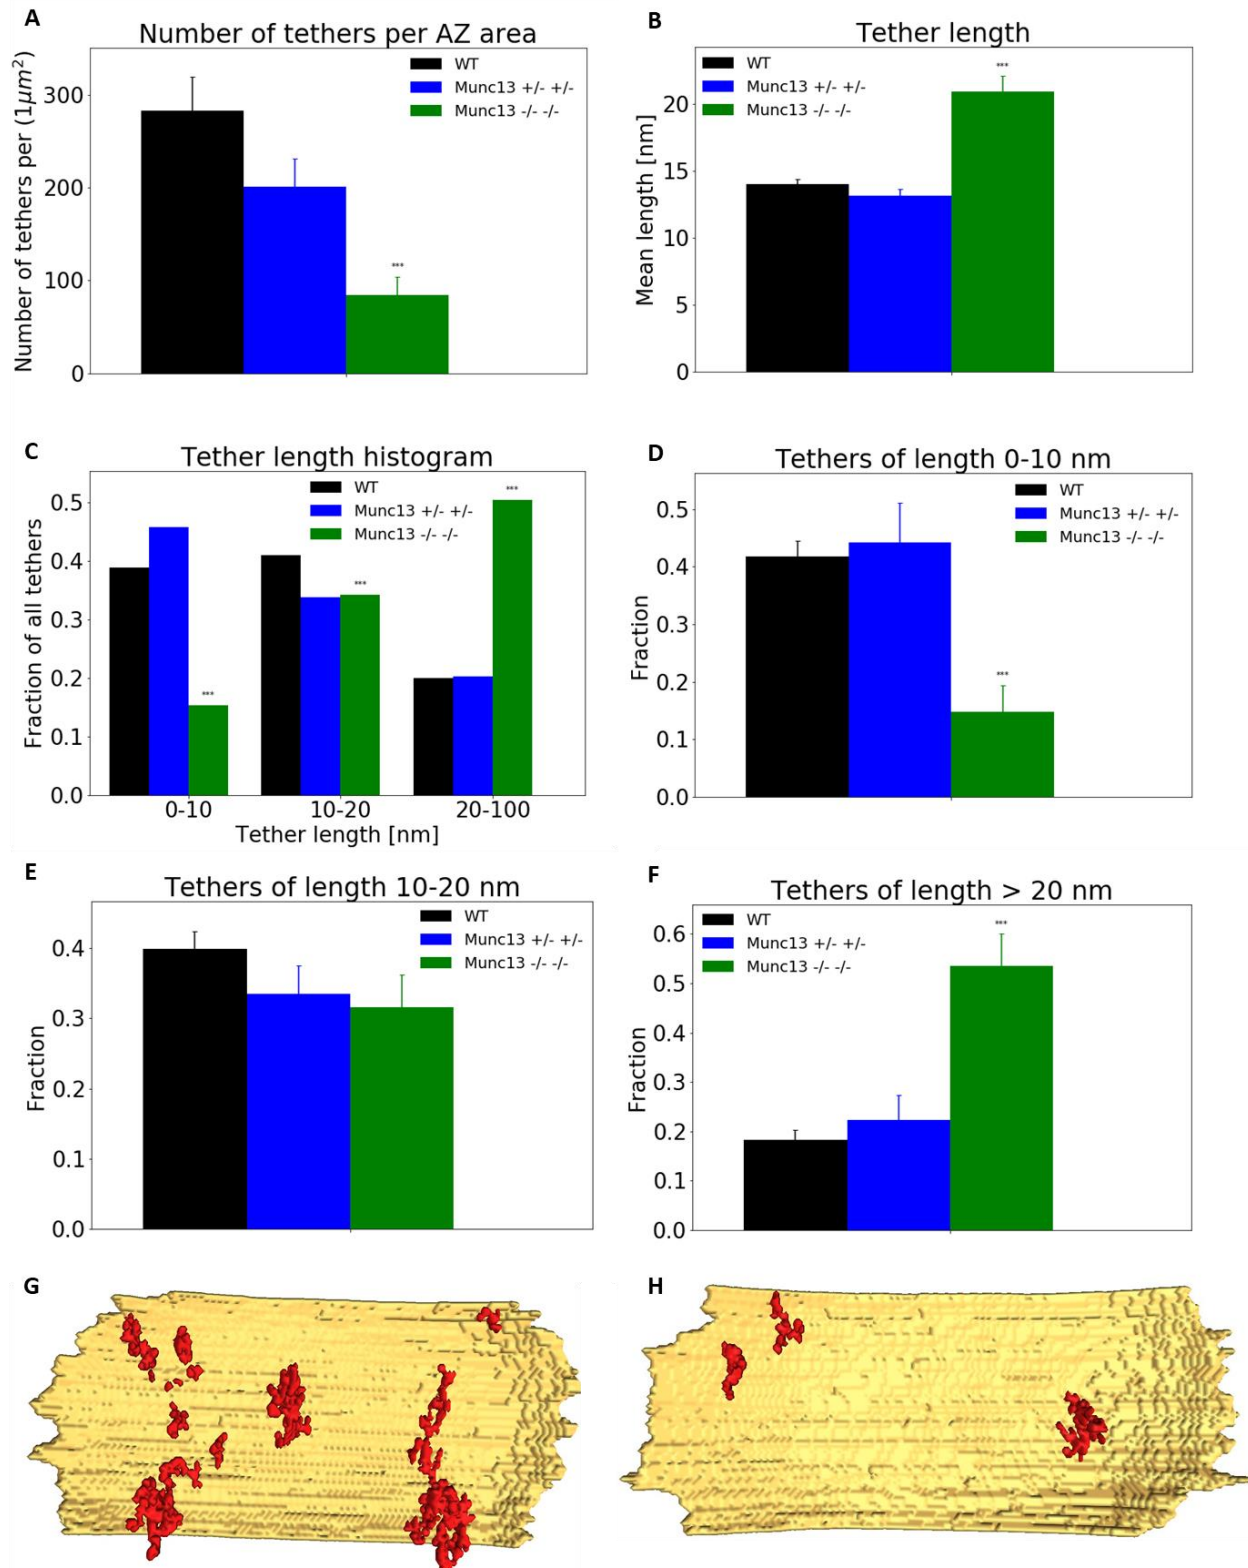 A
Number of tethers per AZ area
Number of tethers per (1μm²)
300
200
100
0
WT
Munc13 +/- +/-
Munc13 -/- -/-
***
B
Tether length
Mean length [nm]
20
15
10
5
0
WT
Munc13 +/- +/-
Munc13 -/- -/-
***
C
Tether length histogram
Fraction of all tethers
0.5
0.4
0.3
0.2
0.1
0.0
WT
Munc13 +/- +/-
Munc13 -/- -/-
***
***
***
0-10
10-20
20-100
Tether length [nm]
D
Tethers of length 0-10 nm
Fraction
0.5
0.4
0.3
0.2
0.1
0.0
WT
Munc13 +/- +/-
Munc13 -/- -/-
***
E
Tethers of length 10-20 nm
Fraction
0.4
0.3
0.2
0.1
0.0
WT
Munc13 +/- +/-
Munc13 -/- -/-
F
Tethers of length > 20 nm
Fraction
0.6
0.5
0.4
0.3
0.2
0.1
0.0
WT
Munc13 +/- +/-
Munc13 -/- -/-
***
G
H